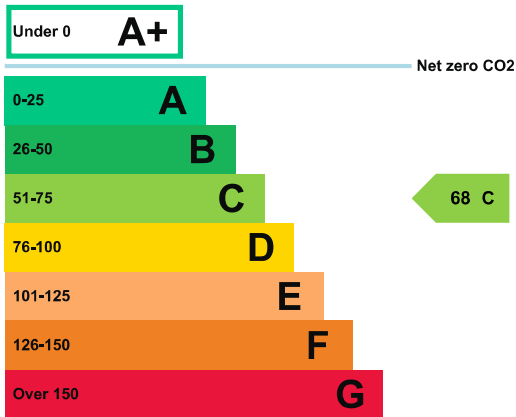 Under 0 A+
Net zero CO2
0-25 A
26-50 B
51-75 C
68 C
76-100 D
101-125 E
126-150 F
Over 150 G